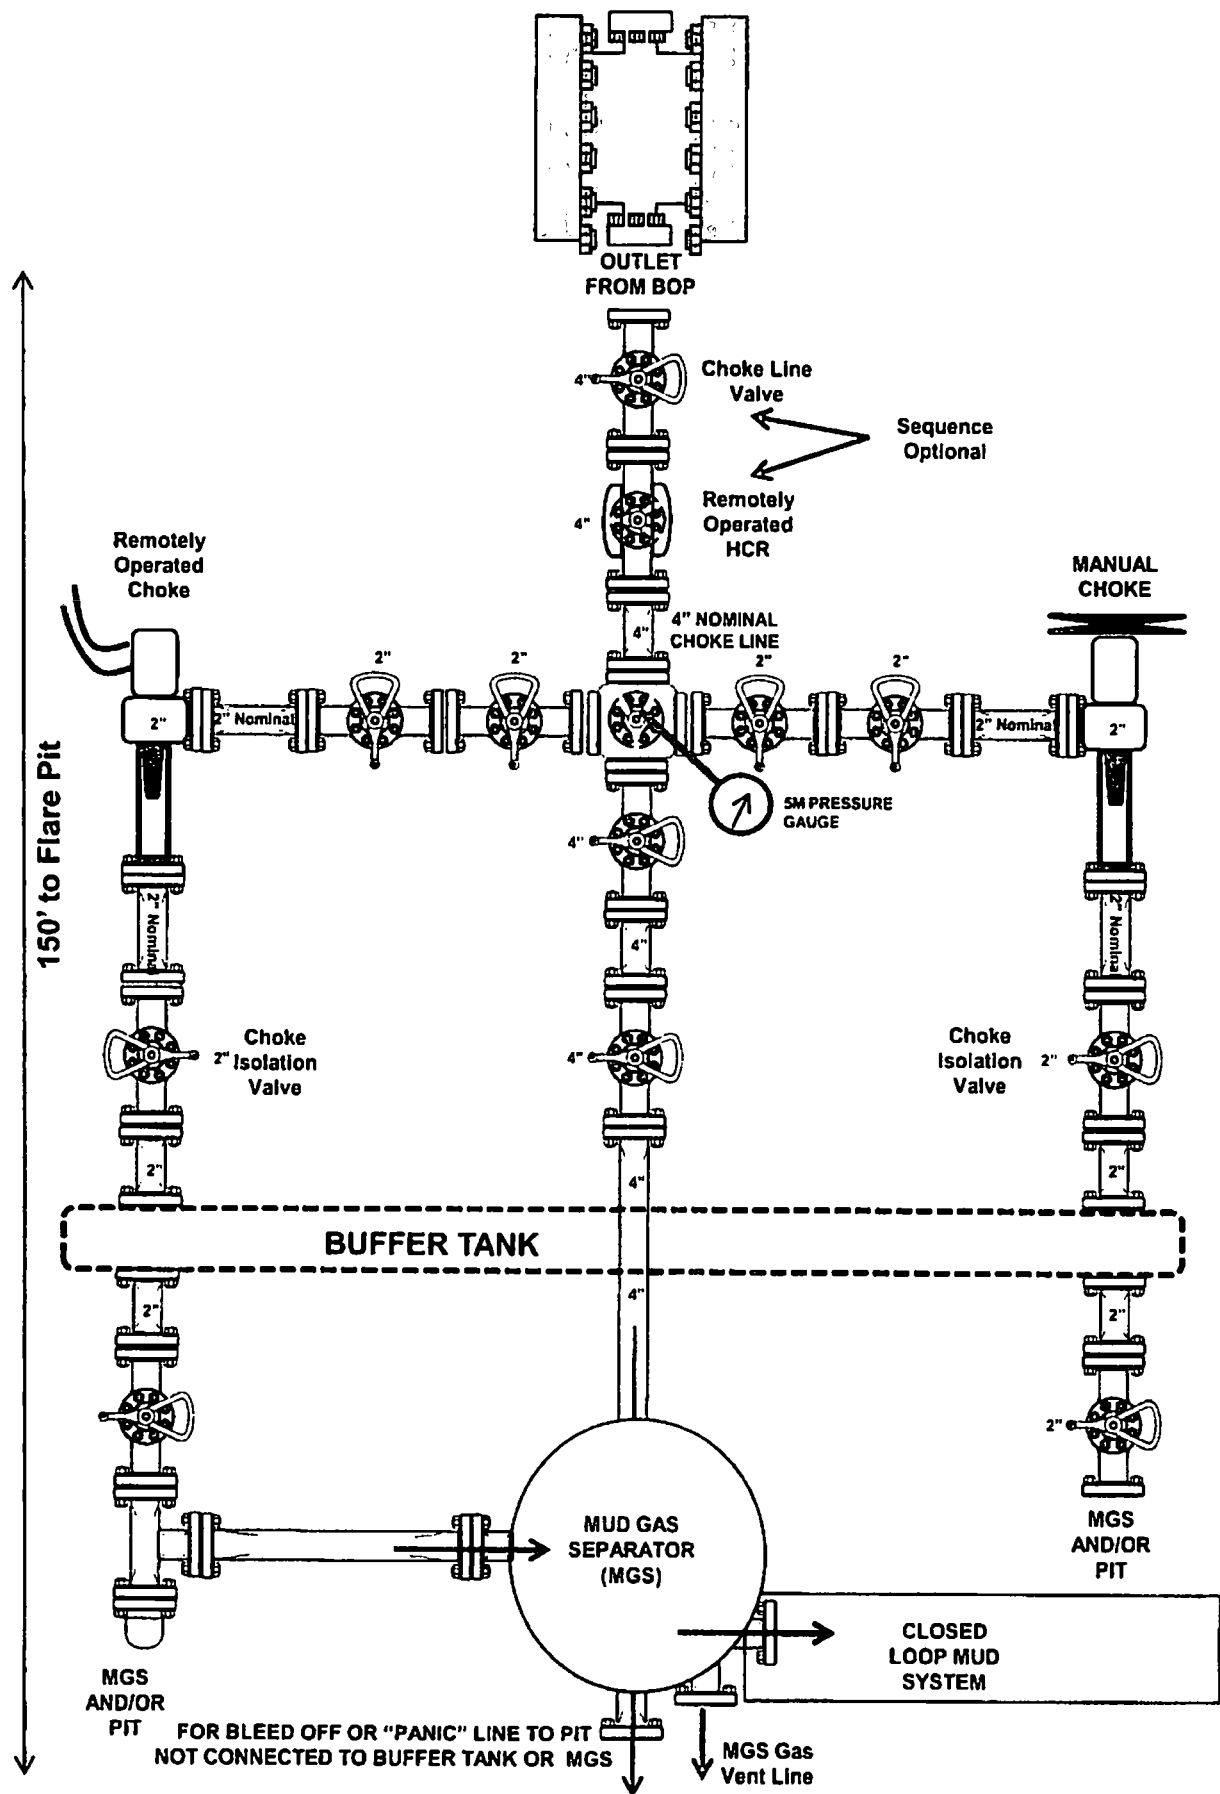 OUTLET
FROM BOP
4"
Choke Line
Valve
Sequence
Optional
4"
Remotely
Operated
HCR
Remotely
Operated
Choke
MANUAL
CHOKE
4"
4" NOMINAL
CHOKE LINE
2"
2"
2"
2"
2"
2" Nominal
2" Nominal
2"
5M PRESSURE
GAUGE
150' to Flare Pit
4"
2" Nominal
4"
2" Nominal
2"
Choke
Isolation
Valve
4"
Choke
Isolation
Valve
2"
2"
4"
2"
BUFFER TANK
2"
4"
2"
2"
MUD GAS
SEPARATOR
(MGS)
MGS
AND/OR
PIT
CLOSED
LOOP MUD
SYSTEM
MGS
AND/OR
PIT
FOR BLEED OFF OR "PANIC" LINE TO PIT
NOT CONNECTED TO BUFFER TANK OR MGS
MGS Gas
Vent Line